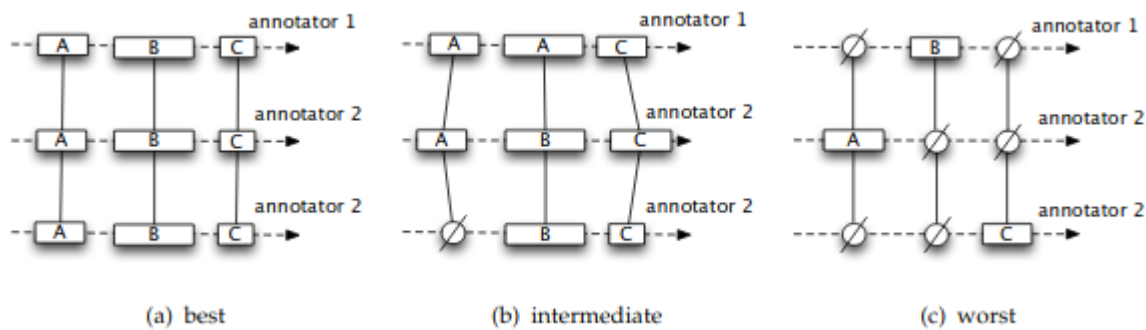 annotator 1
A B C
annotator 2
A B C
annotator 2
A B C
(a) best
annotator 1
A A C
annotator 2
A B C
annotator 2
∅ B C
(b) intermediate
annotator 1
∅ B ∅
annotator 2
A ∅ ∅
annotator 2
∅ ∅ C
(c) worst